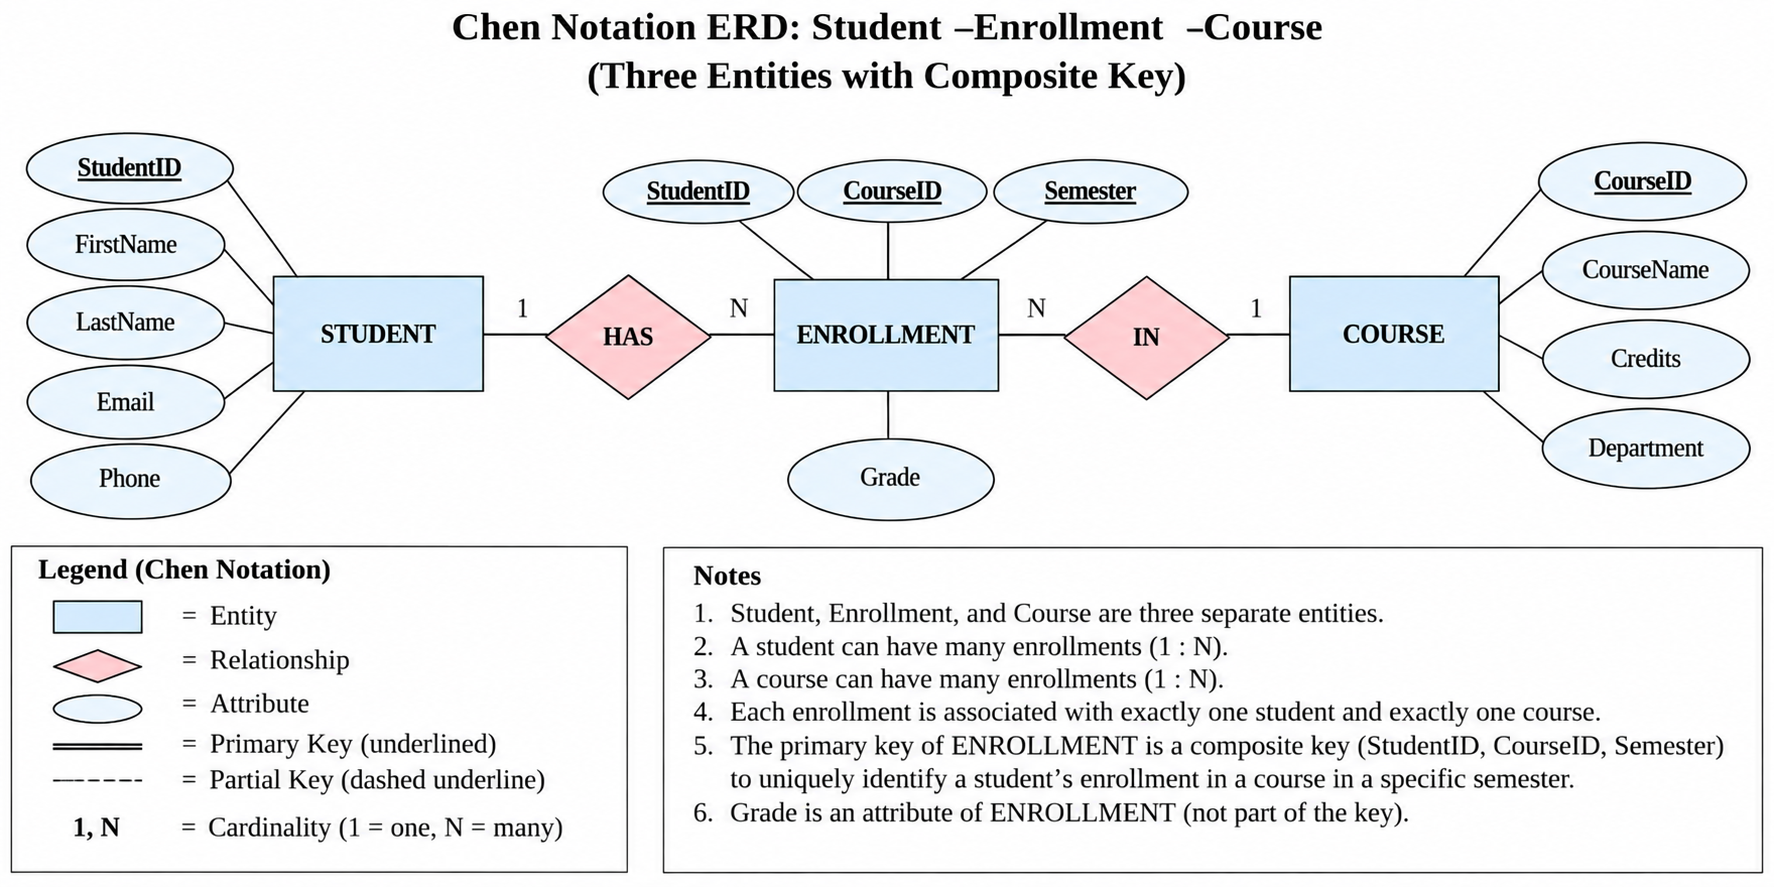 Chen Notation ERD: Student –Enrollment –Course
(Three Entities with Composite Key)
StudentID
FirstName
LastName
Email
Phone
STUDENT
1
HAS
N
StudentID
CourseID
Semester
ENROLLMENT
Grade
N
IN
1
COURSE
CourseID
CourseName
Credits
Department
Legend (Chen Notation)
= Entity
= Relationship
= Attribute
= Primary Key (underlined)
= Partial Key (dashed underline)
1, N = Cardinality (1 = one, N = many)
Notes
1. Student, Enrollment, and Course are three separate entities.
2. A student can have many enrollments (1 : N).
3. A course can have many enrollments (1 : N).
4. Each enrollment is associated with exactly one student and exactly one course.
5. The primary key of ENROLLMENT is a composite key (StudentID, CourseID, Semester)
to uniquely identify a student’s enrollment in a course in a specific semester.
6. Grade is an attribute of ENROLLMENT (not part of the key).